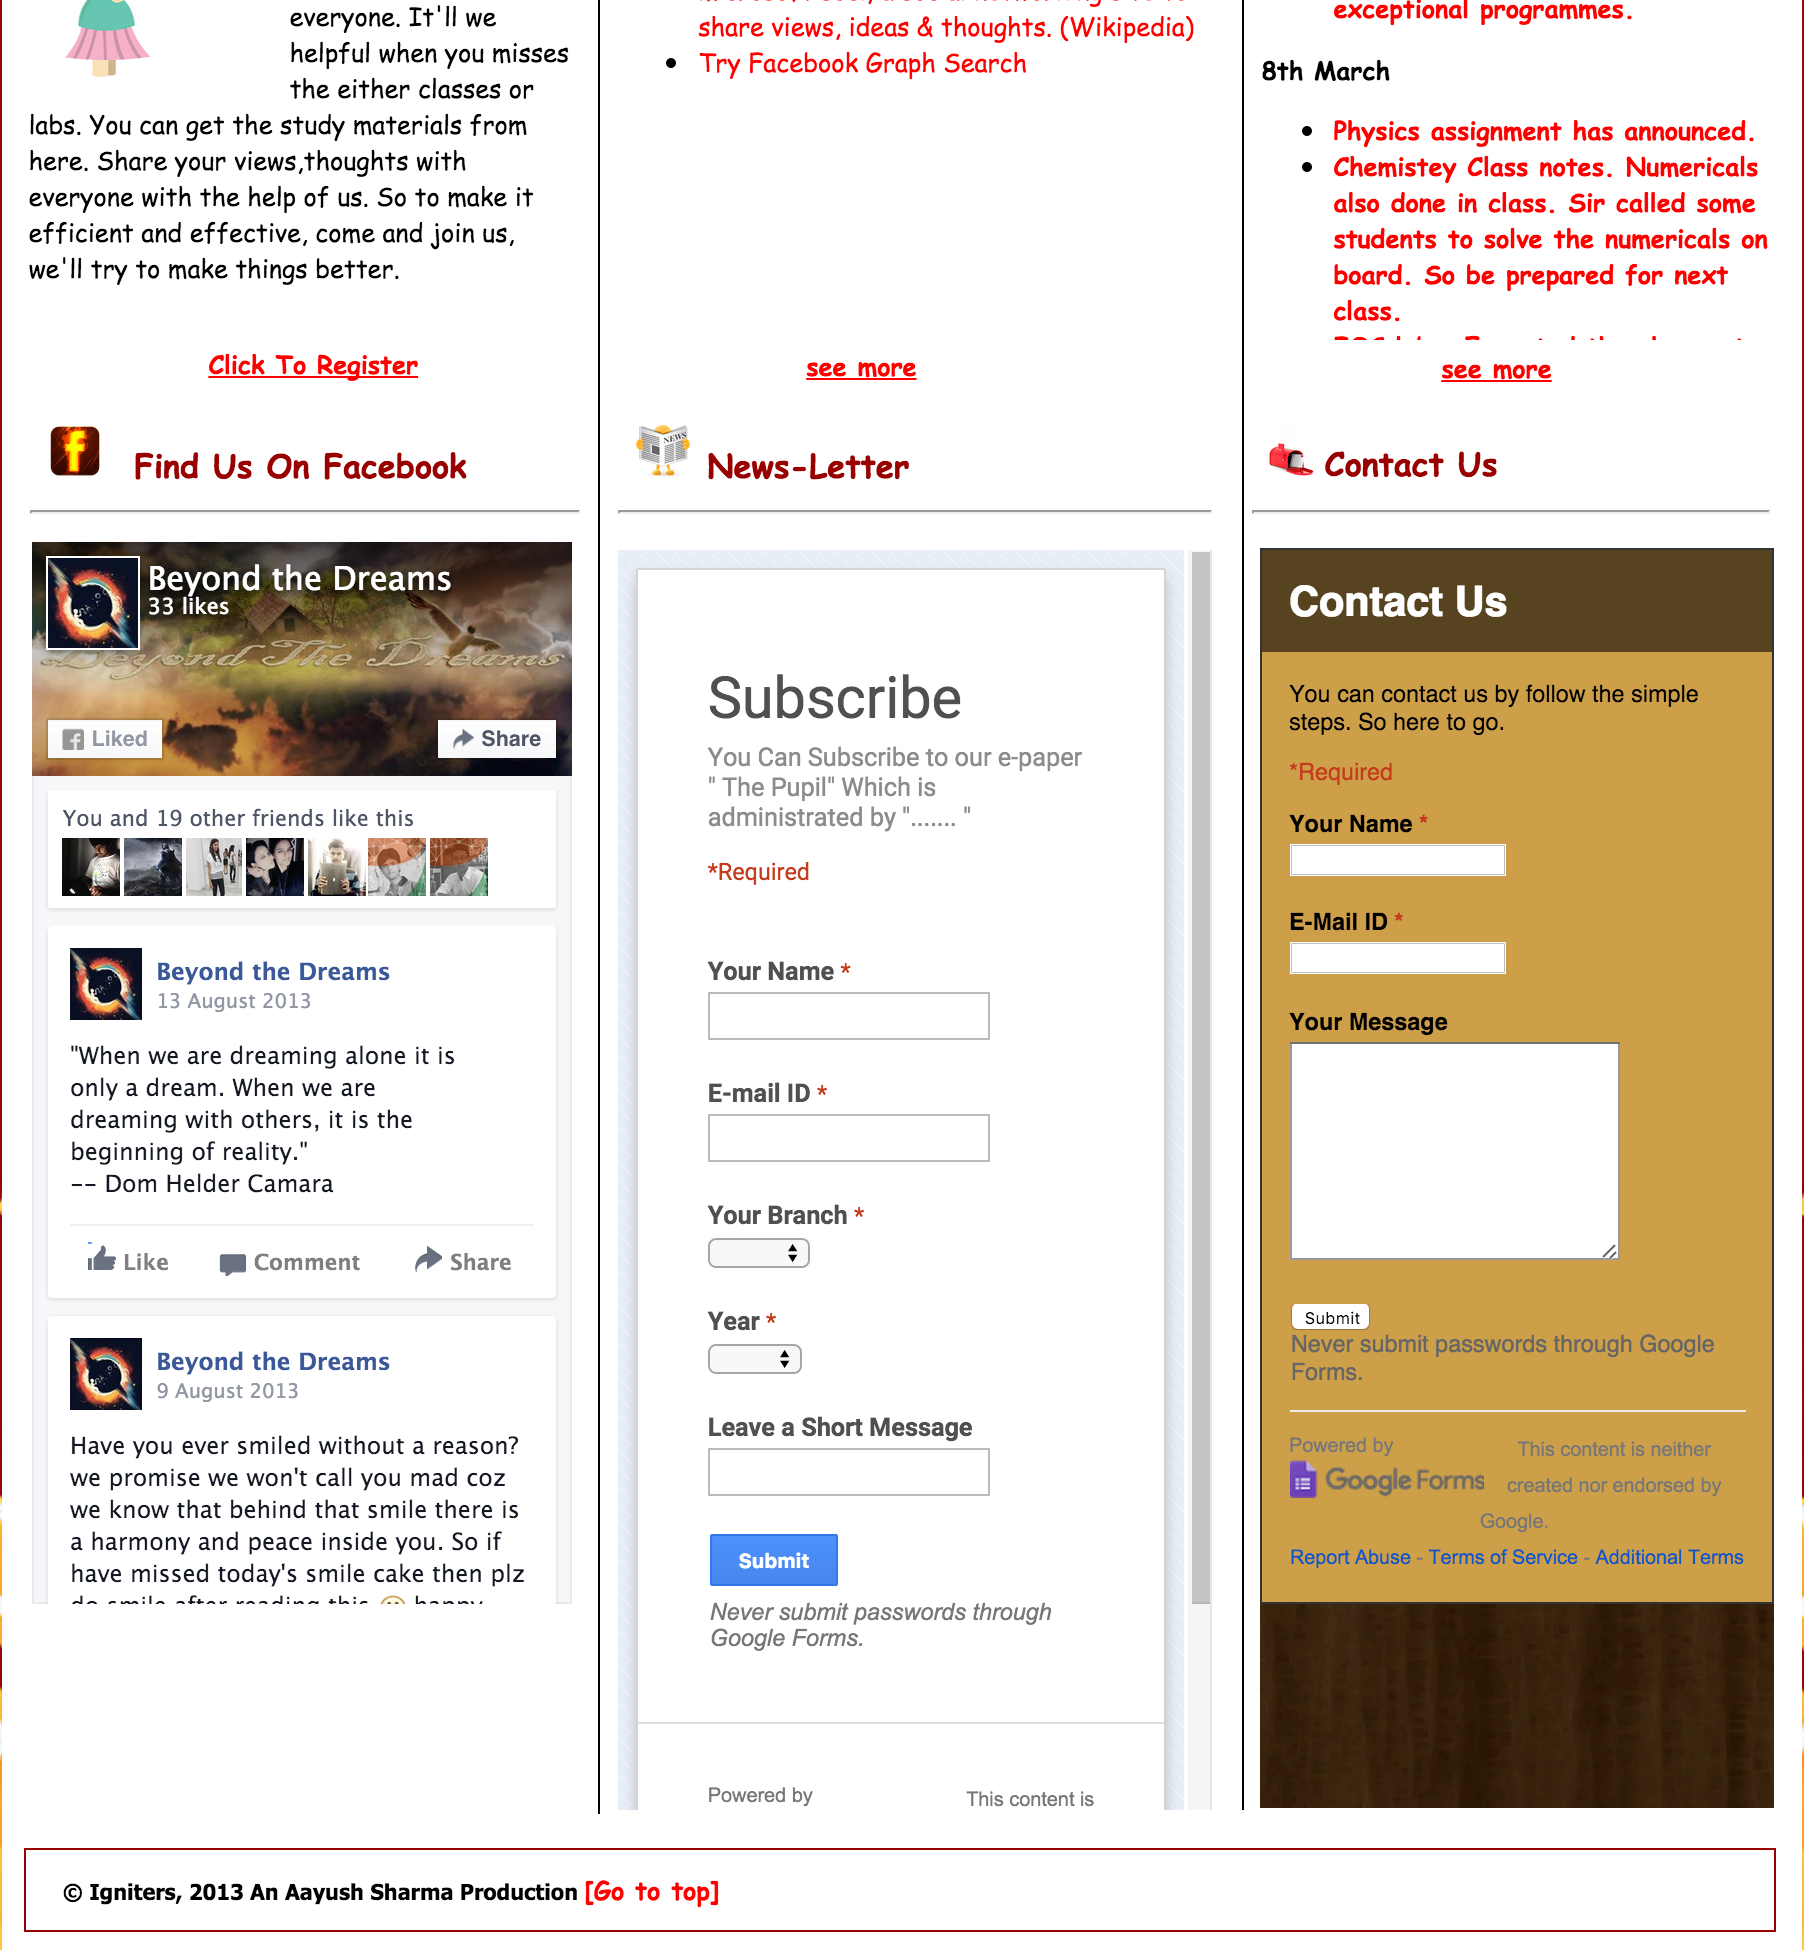 everyone. It'll we
helpful when you misses
the either classes or
labs. You can get the study materials from
here. Share your views,thoughts with
everyone with the help of us. So to make it
efficient and effective, come and join us,
we'll try to make things better.
Click To Register
share views, ideas & thoughts. (Wikipedia)
Try Facebook Graph Search
see more
exceptional programmes.
8th March
Physics assignment has announced.
Chemistey Class notes. Numericals
also done in class. Sir called some
students to solve the numericals on
board. So be prepared for next
class.
see more
Find Us On Facebook
Beyond the Dreams
33 likes
Beyond The Dreams
Liked
Share
You and 19 other friends like this
Beyond the Dreams
13 August 2013
"When we are dreaming alone it is
only a dream. When we are
dreaming with others, it is the
beginning of reality."
-- Dom Helder Camara
Like
Comment
Share
Beyond the Dreams
9 August 2013
Have you ever smiled without a reason?
we promise we won't call you mad coz
we know that behind that smile there is
a harmony and peace inside you. So if
have missed today's smile cake then plz
do smile after reading this happy
NEWS
News-Letter
Subscribe
You Can Subscribe to our e-paper
" The Pupil" Which is
administrated by "....... "
*Required
Your Name *
E-mail ID *
Your Branch *
Year *
Leave a Short Message
Submit
Never submit passwords through
Google Forms.
Powered by
This content is
Contact Us
Contact Us
You can contact us by follow the simple
steps. So here to go.
*Required
Your Name *
E-Mail ID *
Your Message
Submit
Never submit passwords through Google
Forms.
Powered by
Google Forms
This content is neither
created nor endorsed by
Google.
Report Abuse - Terms of Service - Additional Terms
© Igniters, 2013 An Aayush Sharma Production [Go to top]